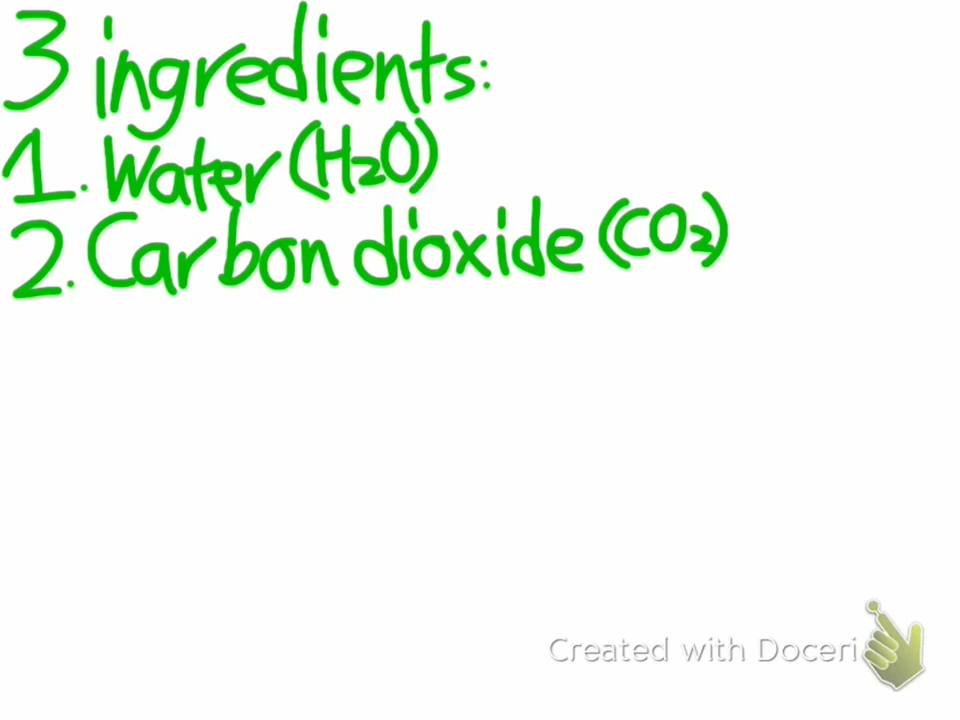 3 ingredients:
1. Water (H2O)
2. Carbon dioxide (CO2)
Created with Doceri